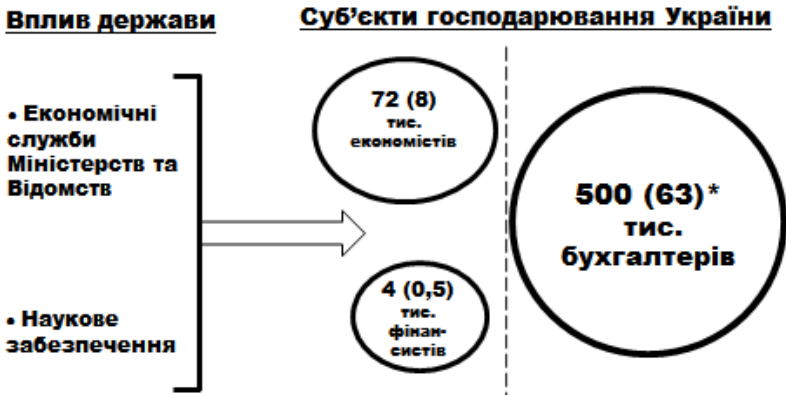 Вплив держави
Суб’єкти господарювання України
• Економічні
служби
Міністерств та
Відомств
• Наукове
забезпечення
72 (8)
тис.
економістів
4 (0,5)
тис.
фінан-
систів
500 (63)*
тис.
бухгалтерів